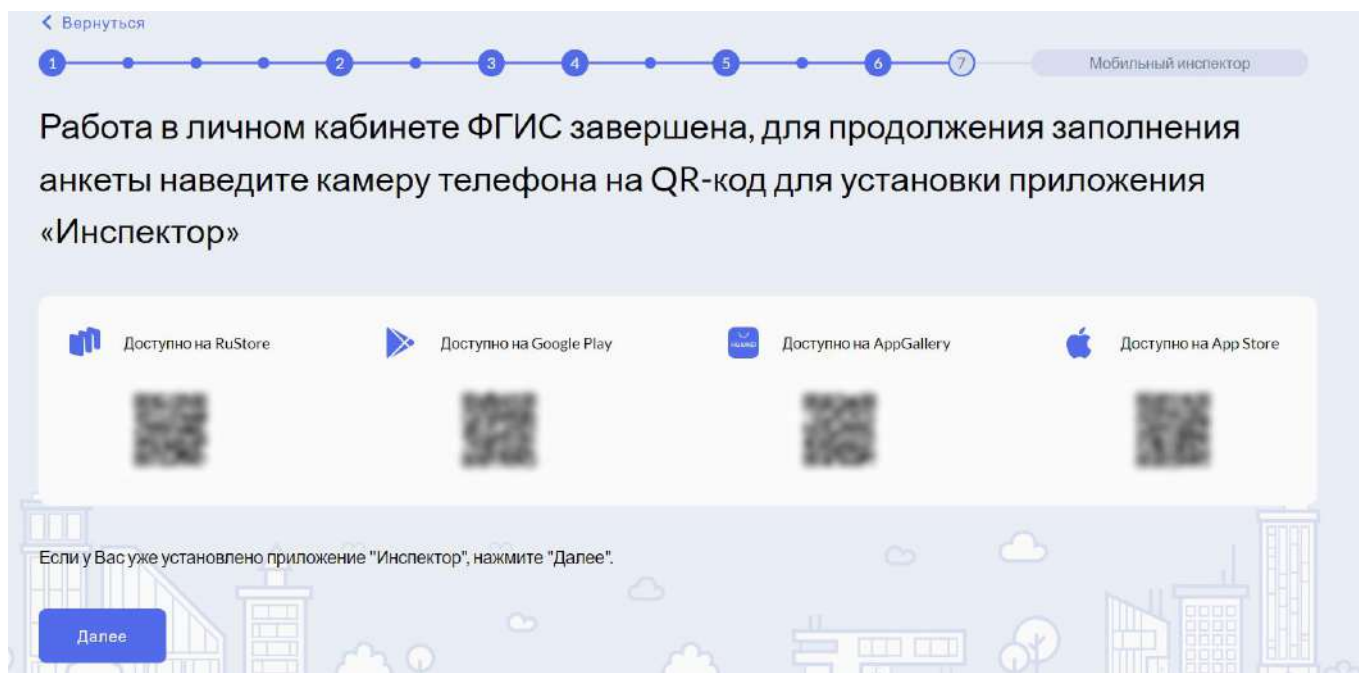 Вернуться
1 2 3 4 5 6 7 Мобильный инспектор
Работа в личном кабинете ФГИС завершена, для продолжения заполнения
анкеты наведите камеру телефона на QR-код для установки приложения
«Инспектор»
Доступно на RuStore Доступно на Google Play HUAWEI Доступно на AppGallery Доступно на App Store
Если у Вас уже установлено приложение "Инспектор", нажмите "Далее".
Далее